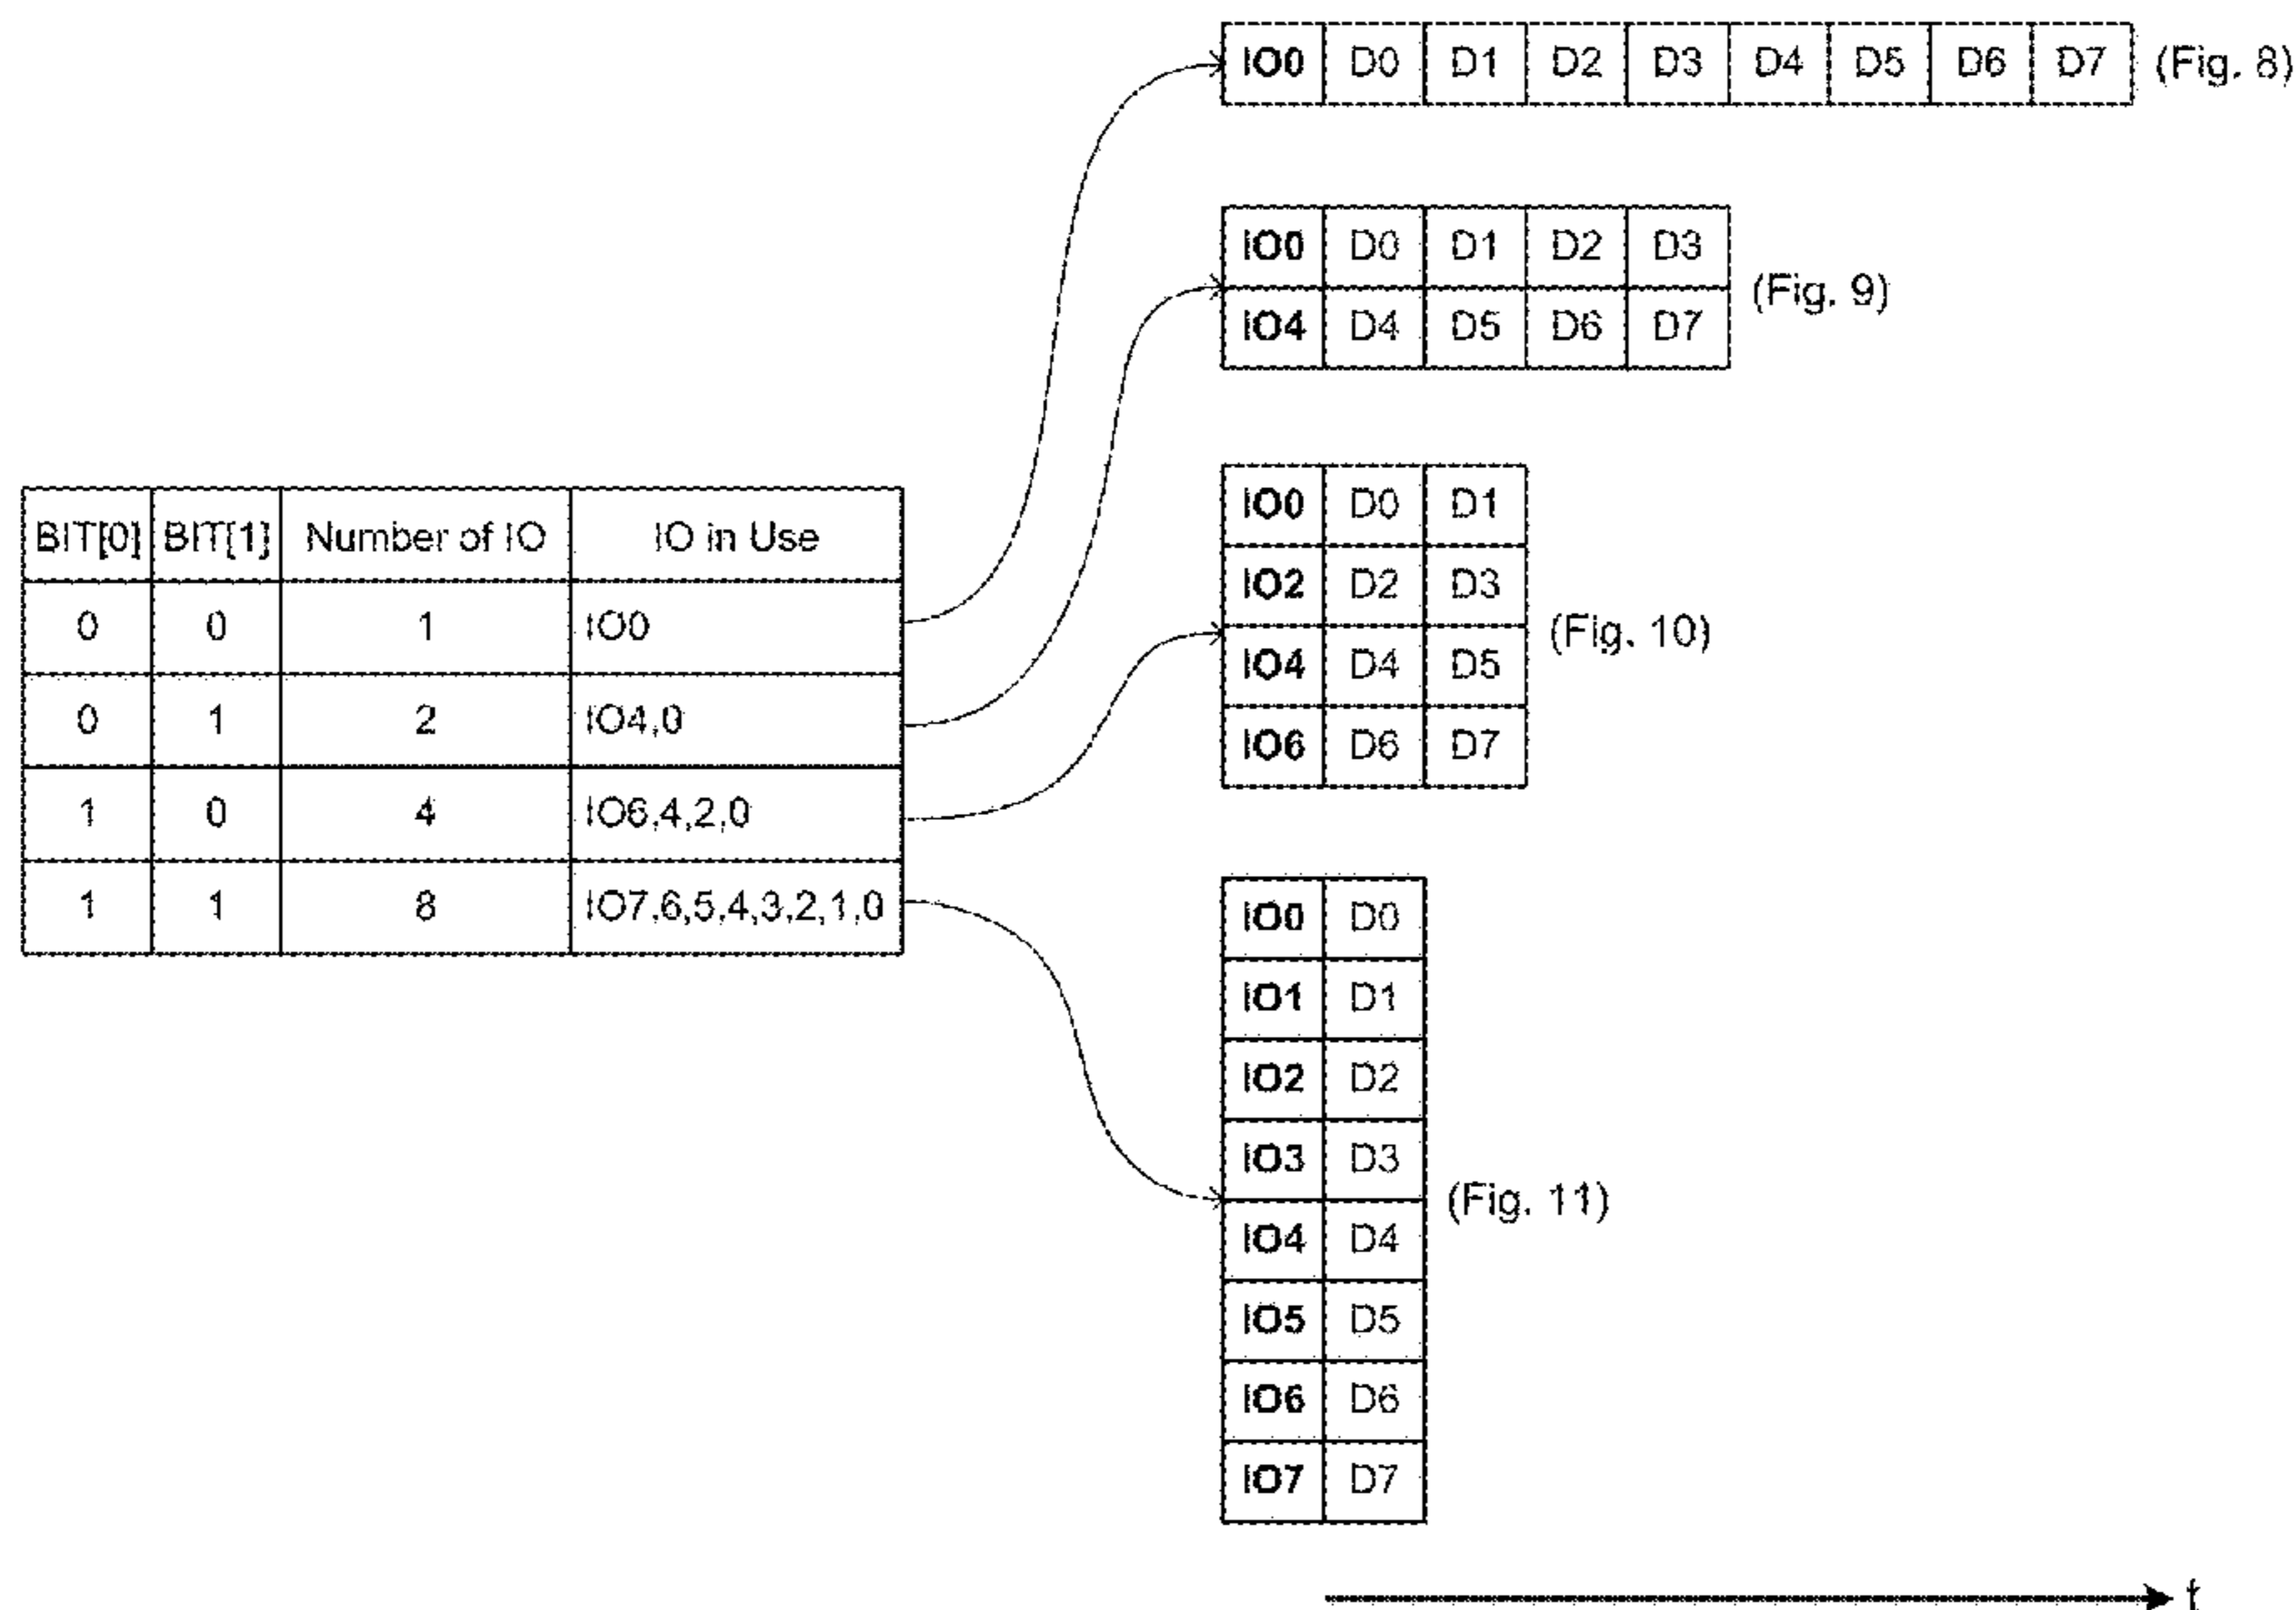 IO0 D0 D1 D2 D3 D4 D5 D6 D7 (Fig. 8)
IO0 D0 D1 D2 D3
(Fig. 9)
IO4 D4 D5 D6 D7
BIT[0] BIT[1] Number of IO IO in Use
0 0 1 IO0
0 1 2 IO4,0
1 0 4 IO6,4,2,0
1 1 8 IO7,6,5,4,3,2,1,0
IO0 D0 D1
IO2 D2 D3
(Fig. 10)
IO4 D4 D5
IO6 D6 D7
IO0 D0
IO1 D1
IO2 D2
IO3 D3
(Fig. 11)
IO4 D4
IO5 D5
IO6 D6
IO7 D7
t